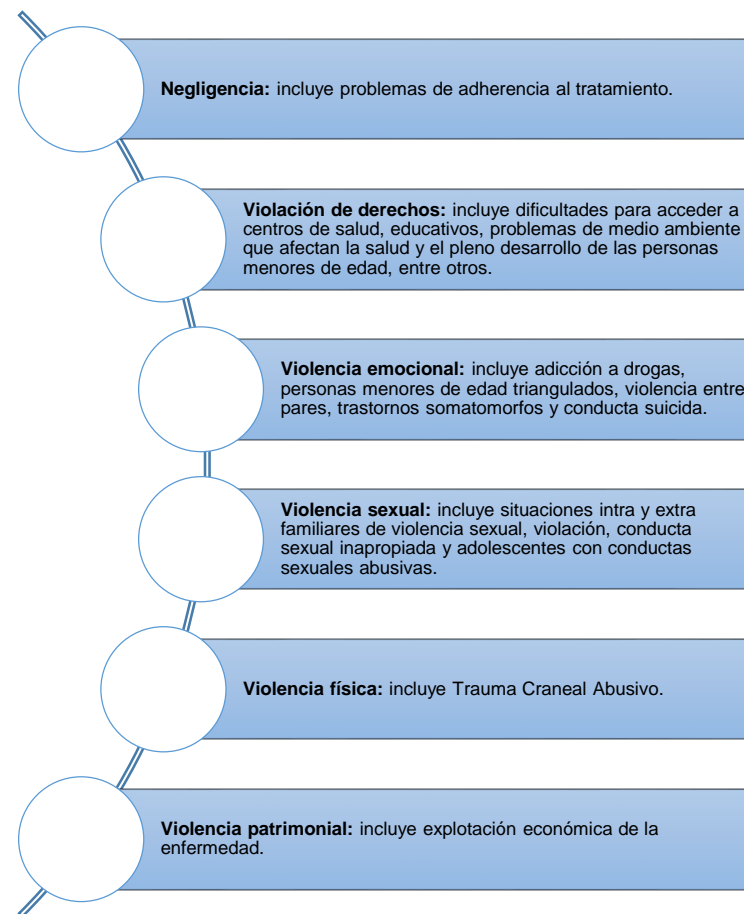 Negligencia: incluye problemas de adherencia al tratamiento.
Violación de derechos: incluye dificultades para acceder a
centros de salud, educativos, problemas de medio ambiente
que afectan la salud y el pleno desarrollo de las personas
menores de edad, entre otros.
Violencia emocional: incluye adicción a drogas,
personas menores de edad triangulados, violencia entre
pares, trastornos somatomorfos y conducta suicida.
Violencia sexual: incluye situaciones intra y extra
familiares de violencia sexual, violación, conducta
sexual inapropiada y adolescentes con conductas
sexuales abusivas.
Violencia física: incluye Trauma Craneal Abusivo.
Violencia patrimonial: incluye explotación económica de la
enfermedad.